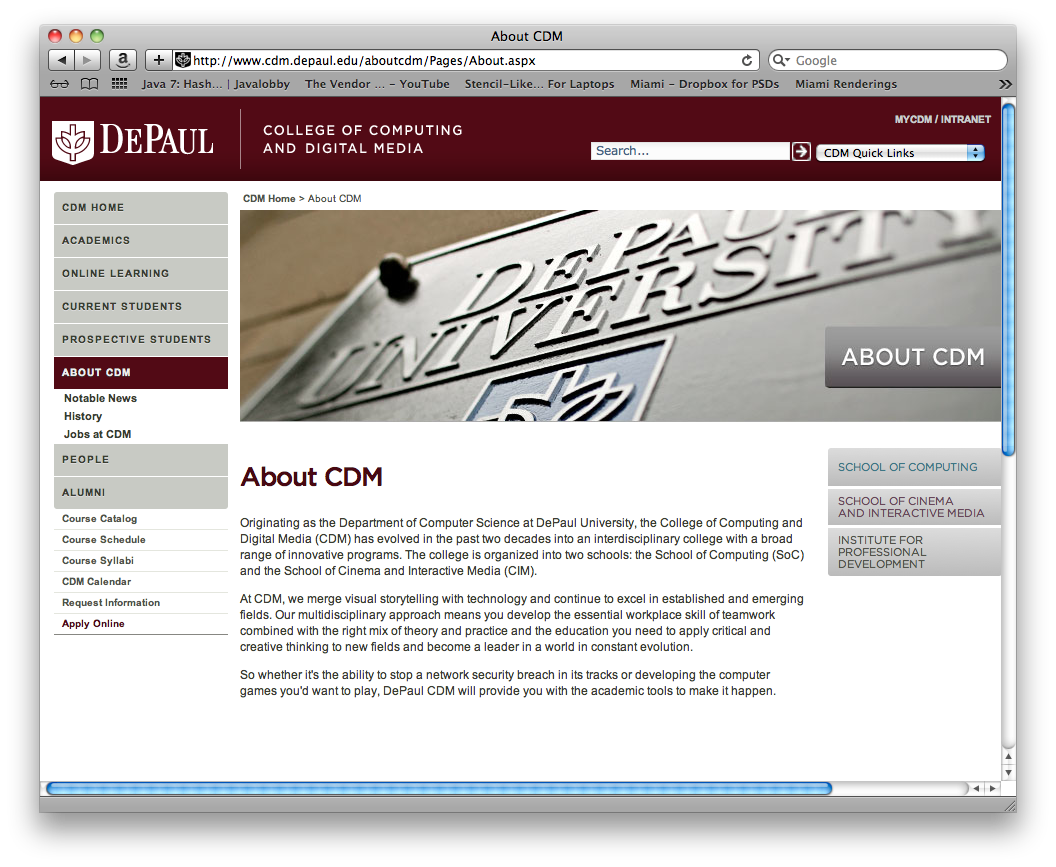 About CDM
http://www.cdm.depaul.edu/aboutcdm/Pages/About.aspx
Google
Java 7: Hash... | Javalobby
The Vendor ... – YouTube
Stencil-Like... For Laptops
Miami – Dropbox for PSDs
Miami Renderings
DEPAUL
COLLEGE OF COMPUTING
AND DIGITAL MEDIA
MYCDM / INTRANET
Search...
CDM Quick Links
CDM HOME
ACADEMICS
ONLINE LEARNING
CURRENT STUDENTS
PROSPECTIVE STUDENTS
ABOUT CDM
Notable News
History
Jobs at CDM
PEOPLE
ALUMNI
Course Catalog
Course Schedule
Course Syllabi
CDM Calendar
Request Information
Apply Online
CDM Home > About CDM
DEPAUL
UNIVERSITY
ABOUT CDM
About CDM
Originating as the Department of Computer Science at DePaul University, the College of Computing and
Digital Media (CDM) has evolved in the past two decades into an interdisciplinary college with a broad
range of innovative programs. The college is organized into two schools: the School of Computing (SoC)
and the School of Cinema and Interactive Media (CIM).
At CDM, we merge visual storytelling with technology and continue to excel in established and emerging
fields. Our multidisciplinary approach means you develop the essential workplace skill of teamwork
combined with the right mix of theory and practice and the education you need to apply critical and
creative thinking to new fields and become a leader in a world in constant evolution.
So whether it's the ability to stop a network security breach in its tracks or developing the computer
games you'd want to play, DePaul CDM will provide you with the academic tools to make it happen.
SCHOOL OF COMPUTING
SCHOOL OF CINEMA
AND INTERACTIVE MEDIA
INSTITUTE FOR
PROFESSIONAL
DEVELOPMENT